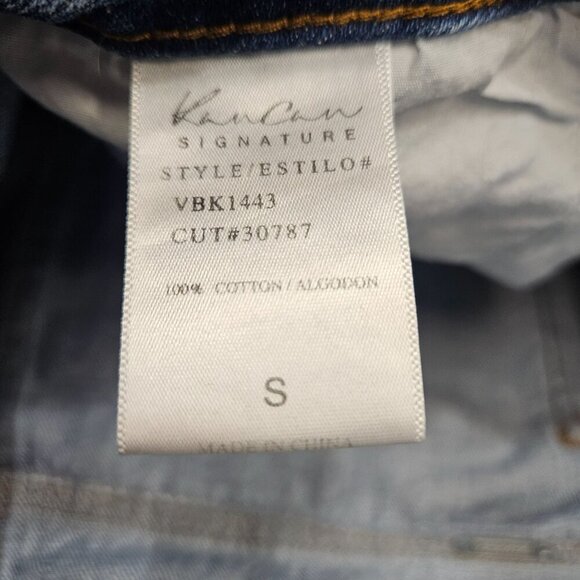 KanCan
SIGNATURE
STYLE/ESTILO#
VBK1443
CUT#30787
100% COTTON/ALGODON
S
MADE IN CHINA